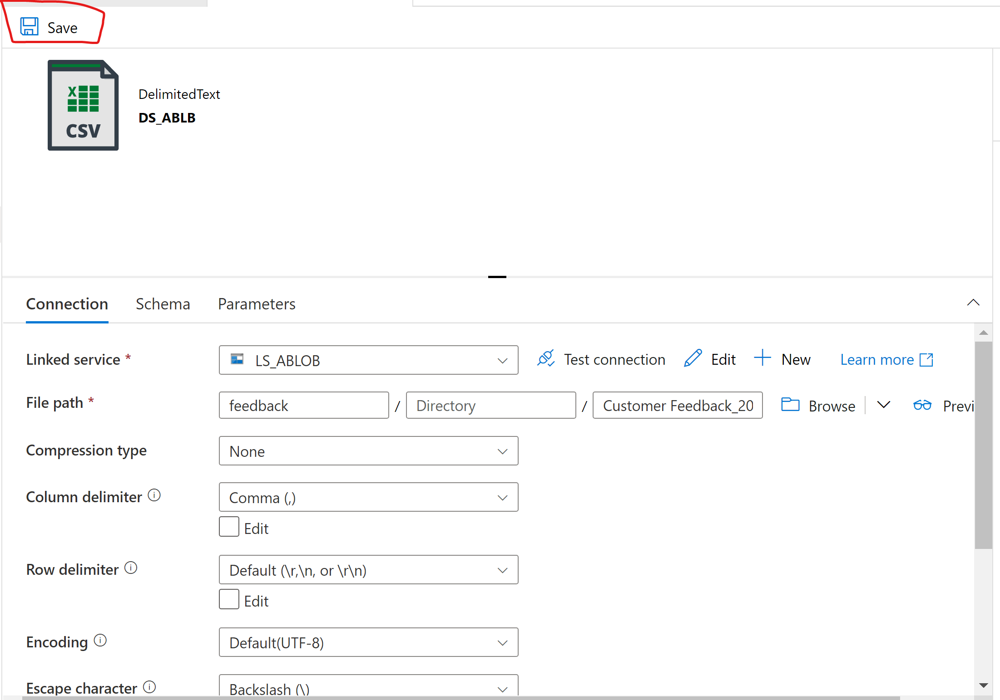 Save
X
CSV
DelimitedText
DS_ABLB
Connection Schema Parameters
Linked service * LS_ABLOB Test connection Edit New Learn more
File path * feedback / Directory / Customer Feedback_20 Browse Previ
Compression type None
Column delimiter Comma (,)
Edit
Row delimiter Default (\r,\n, or \r\n)
Edit
Encoding Default(UTF-8)
Escape character Backslash (\)